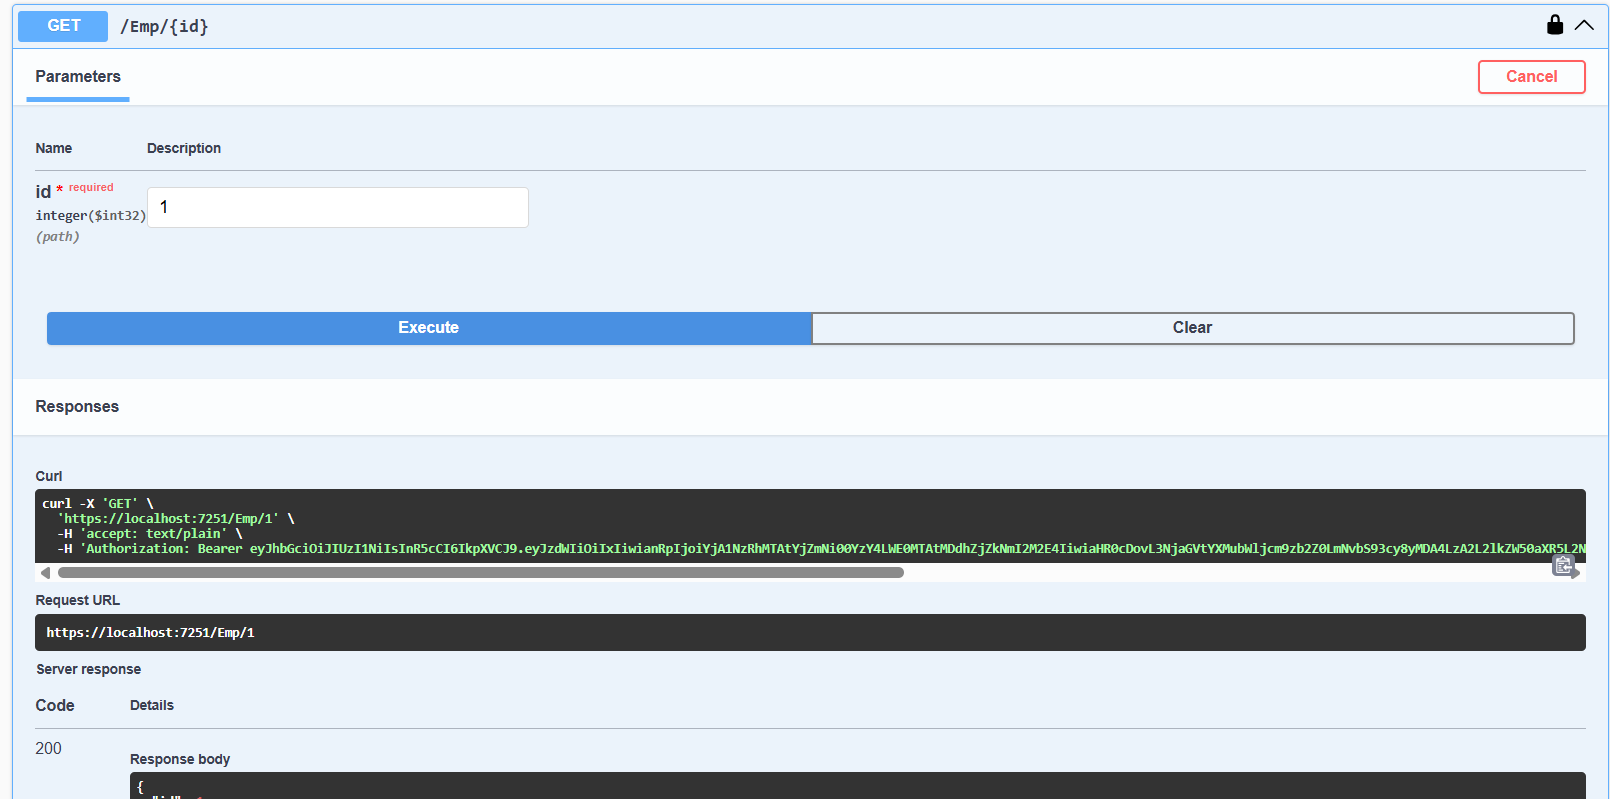 GET /Emp/{id}
Parameters
Cancel
Name Description
id * required
integer($int32)
(path)
1
Execute
Clear
Responses
Curl
curl -X 'GET' \
'https://localhost:7251/Emp/1' \
-H 'accept: text/plain' \
-H 'Authorization: Bearer eyJhbGciOiJIUzI1NiIsInR5cCI6IkpXVCJ9.eyJzdWIiOiIxIiwianRpIjoiYjA1NzRhMTAtYjZmNi00YzY4LWE0MTAtMDdhZjZkNmI2M2E4IiwiaHR0cDovL3NjaGVtYXMubWljcm9zb2Z0LmNvbS93cy8yMDA4LzA2L2lkZW50aXR5L2N
Request URL
https://localhost:7251/Emp/1
Server response
Code Details
200
Response body
{